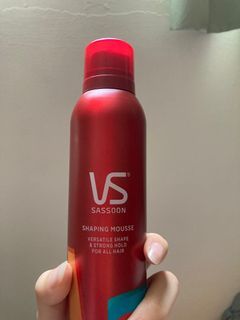 VS®
SASSOON
SHAPING MOUSSE
VERSATILE SHAPE
& STRONG HOLD
FOR ALL HAIR